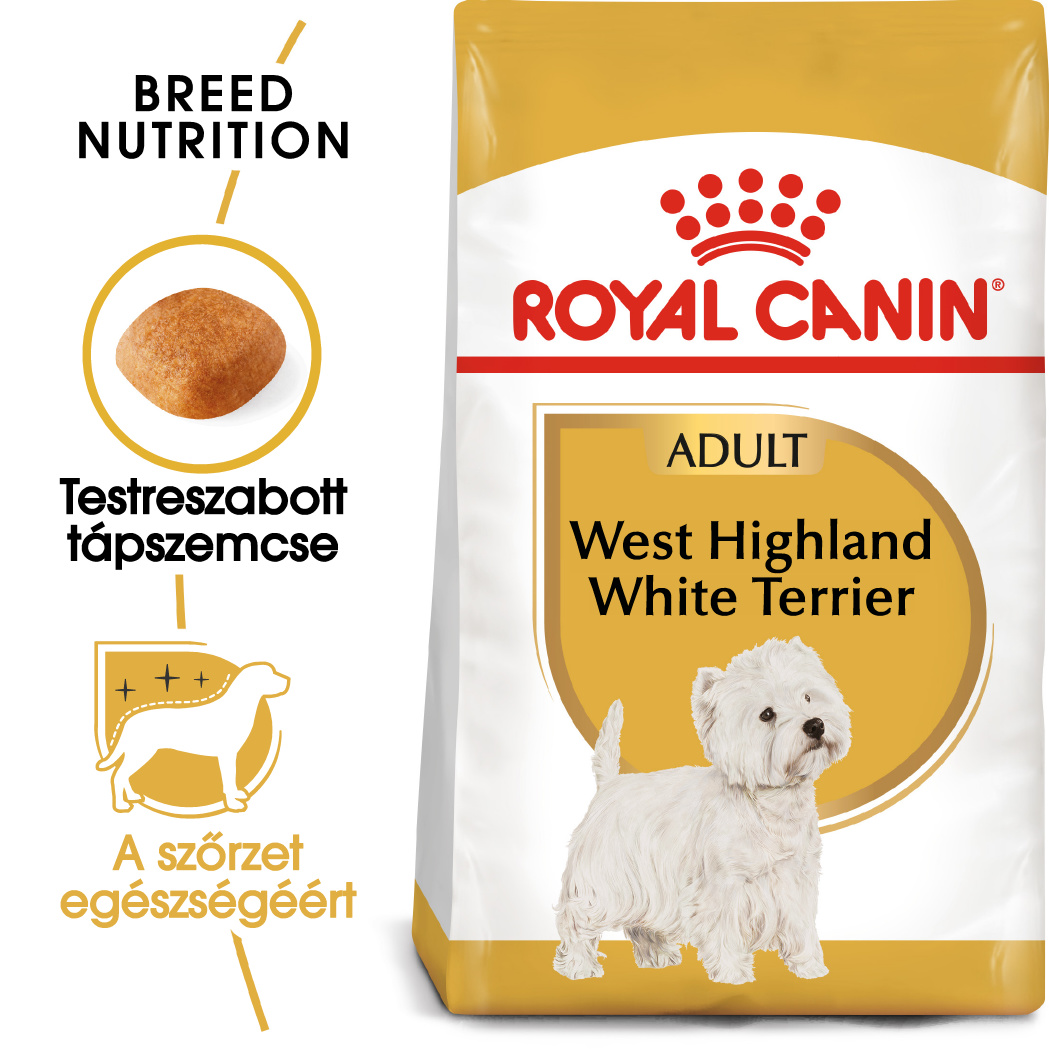 BREED
NUTRITION
Testreszabott
tápszemcse
A szőrzet
egészségéért
ROYAL CANIN®
ADULT
West Highland
White Terrier